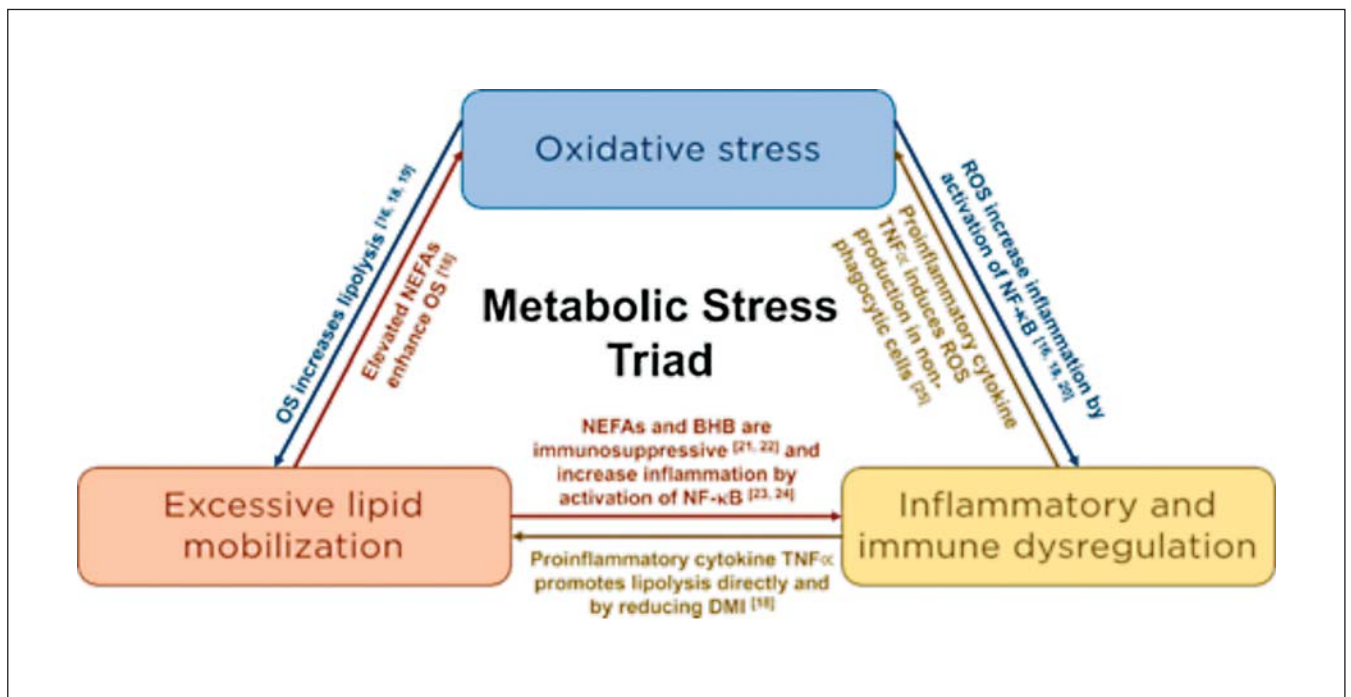 Oxidative stress
OS increases lipolysis [16, 18, 19]
Elevated NEFAs
enhance OS [18]
Metabolic Stress
Triad
Proinflammatory cytokine
TNF∝ induces ROS
production in non-
phagocytic cells [25]
ROS increase inflammation by
activation of NF-κB [16, 18, 20]
NEFAs and BHB are
immunosuppressive [21, 22] and
increase inflammation by
activation of NF-κB [23, 24]
Excessive lipid
mobilization
Inflammatory and
immune dysregulation
Proinflammatory cytokine TNF∝
promotes lipolysis directly and
by reducing DMI [18]